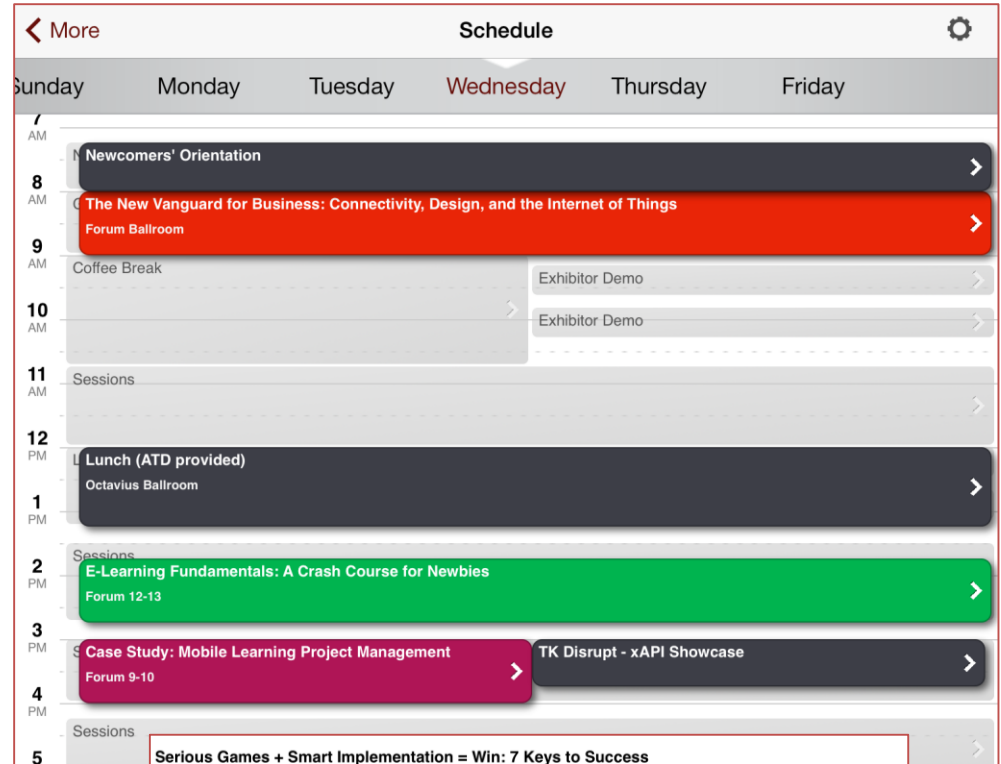 More
Schedule
Sunday Monday Tuesday Wednesday Thursday Friday
7
AM
Newcomers' Orientation
8
AM
The New Vanguard for Business: Connectivity, Design, and the Internet of Things
Forum Ballroom
9
AM
Coffee Break
Exhibitor Demo
10
AM
Exhibitor Demo
11
AM
Sessions
12
PM
Lunch (ATD provided)
Octavius Ballroom
1
PM
Sessions
2
PM
E-Learning Fundamentals: A Crash Course for Newbies
Forum 12-13
3
PM
Case Study: Mobile Learning Project Management
Forum 9-10
TK Disrupt - xAPI Showcase
4
PM
Sessions
5
Serious Games + Smart Implementation = Win: 7 Keys to Success